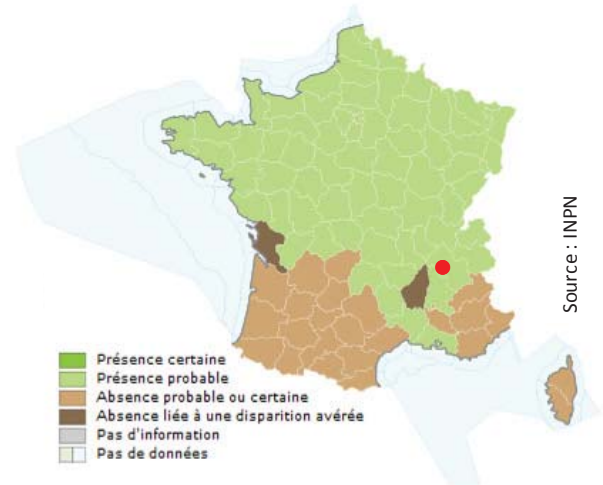 Source : INPN
Présence certaine
Présence probable
Absence probable ou certaine
Absence liée à une disparition avérée
Pas d'information
Pas de données